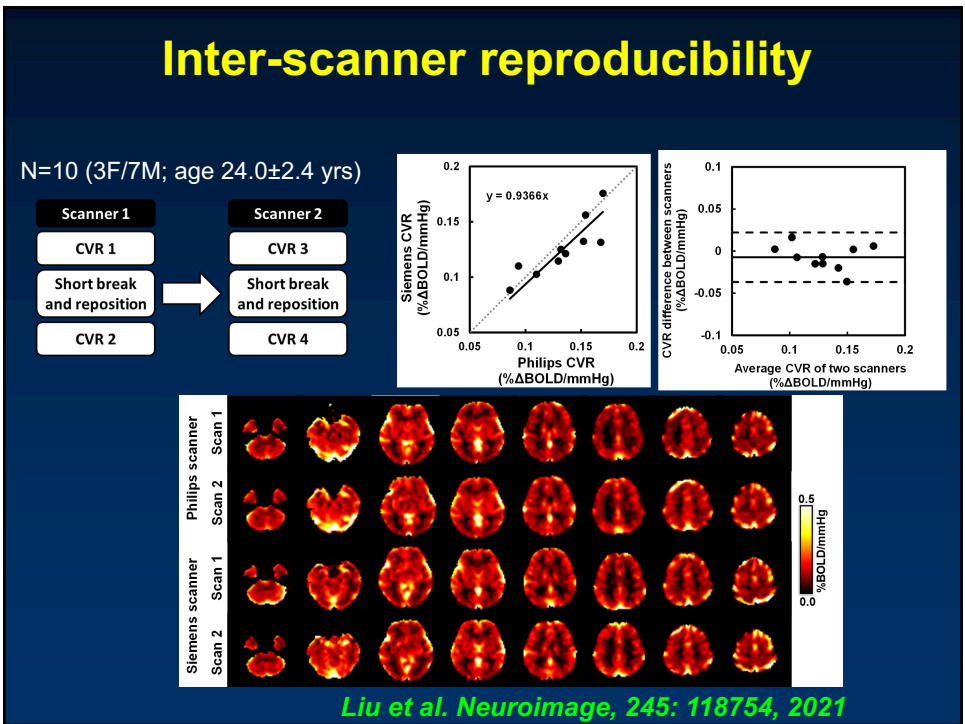 Inter-scanner reproducibility
N=10 (3F/7M; age 24.0±2.4 yrs)
Scanner 1
CVR 1
Short break
and reposition
CVR 2
Scanner 2
CVR 3
Short break
and reposition
CVR 4
Siemens CVR
(%ΔBOLD/mmHg)
0.2
0.15
0.1
0.05
y = 0.9366x
0.05
0.1
0.15
0.2
Philips CVR
(%ΔBOLD/mmHg)
CVR difference between scanners
(%ΔBOLD/mmHg)
0.1
0.05
0
-0.05
-0.1
0.05
0.1
0.15
0.2
Average CVR of two scanners
(%ΔBOLD/mmHg)
Philips scanner
Scan 1
Scan 2
Siemens scanner
Scan 1
Scan 2
0.5
%BOLD/mmHg
0.0
Liu et al. Neuroimage, 245: 118754, 2021